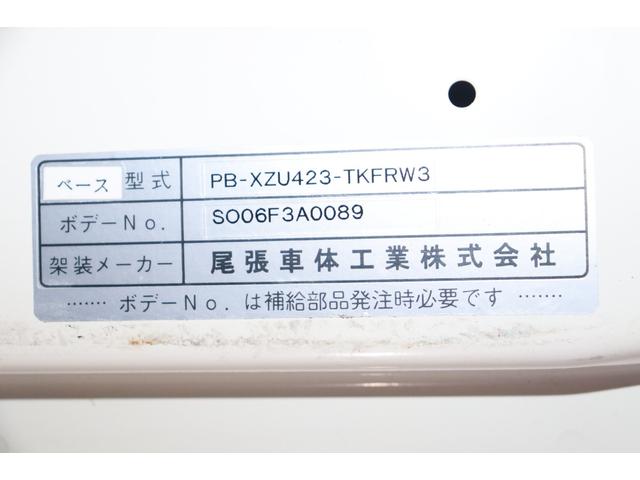 ベース 型式 PB-XZU423-TKFRW3
ボデーNo. SO06F3A0089
架装メーカー 尾張車体工業株式会社
……ボデーNo.は補給部品発注時必要です……